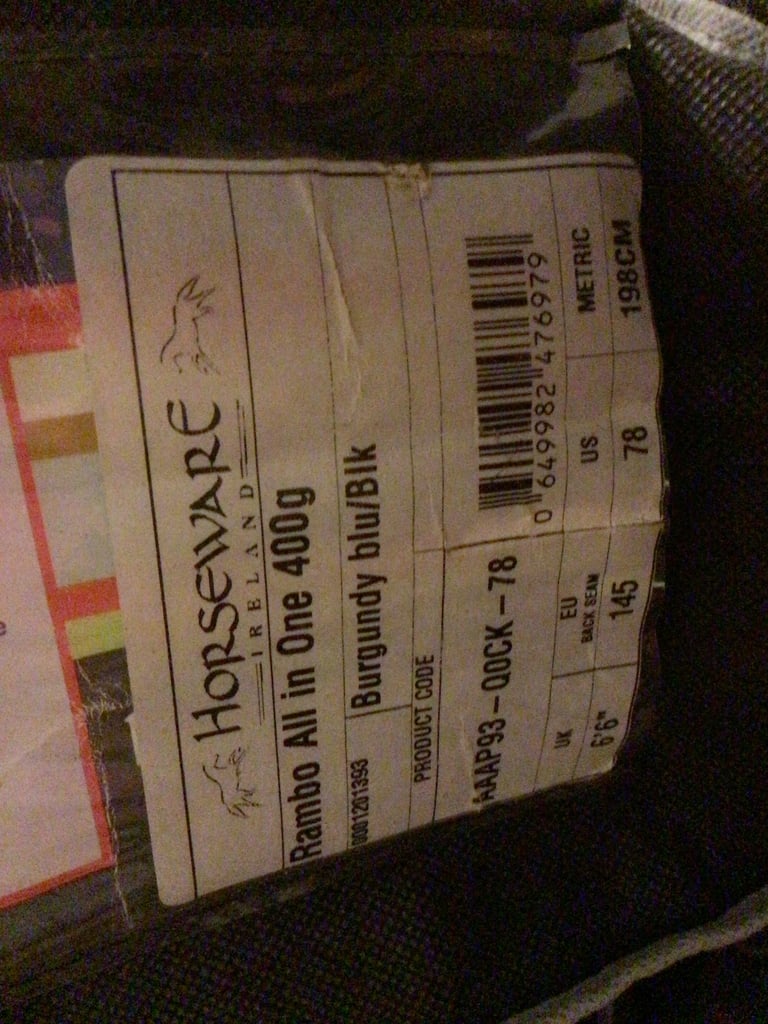 HORSEWARE
IRELAND
Rambo All in One 400g
0001201393 Burgundy blu/Blk
PRODUCT CODE
AAAP93-Q0CK-78
0 649982 476979
UK EU BACK SEAM US METRIC
6'6" 145 78 198CM